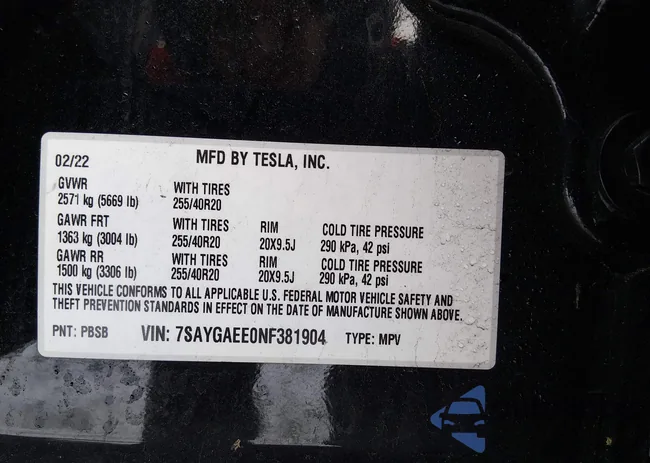 02/22 MFD BY TESLA, INC.
GVWR WITH TIRES
2571 kg (5669 lb) 255/40R20
GAWR FRT WITH TIRES RIM COLD TIRE PRESSURE
1363 kg (3004 lb) 255/40R20 20X9.5J 290 kPa, 42 psi
GAWR RR WITH TIRES RIM COLD TIRE PRESSURE
1500 kg (3306 lb) 255/40R20 20X9.5J 290 kPa, 42 psi
THIS VEHICLE CONFORMS TO ALL APPLICABLE U.S. FEDERAL MOTOR VEHICLE SAFETY AND
THEFT PREVENTION STANDARDS IN EFFECT ON THE DATE OF MANUFACTURE SHOWN ABOVE.
PNT: PBSB VIN: 7SAYGAEE0NF381904 TYPE: MPV